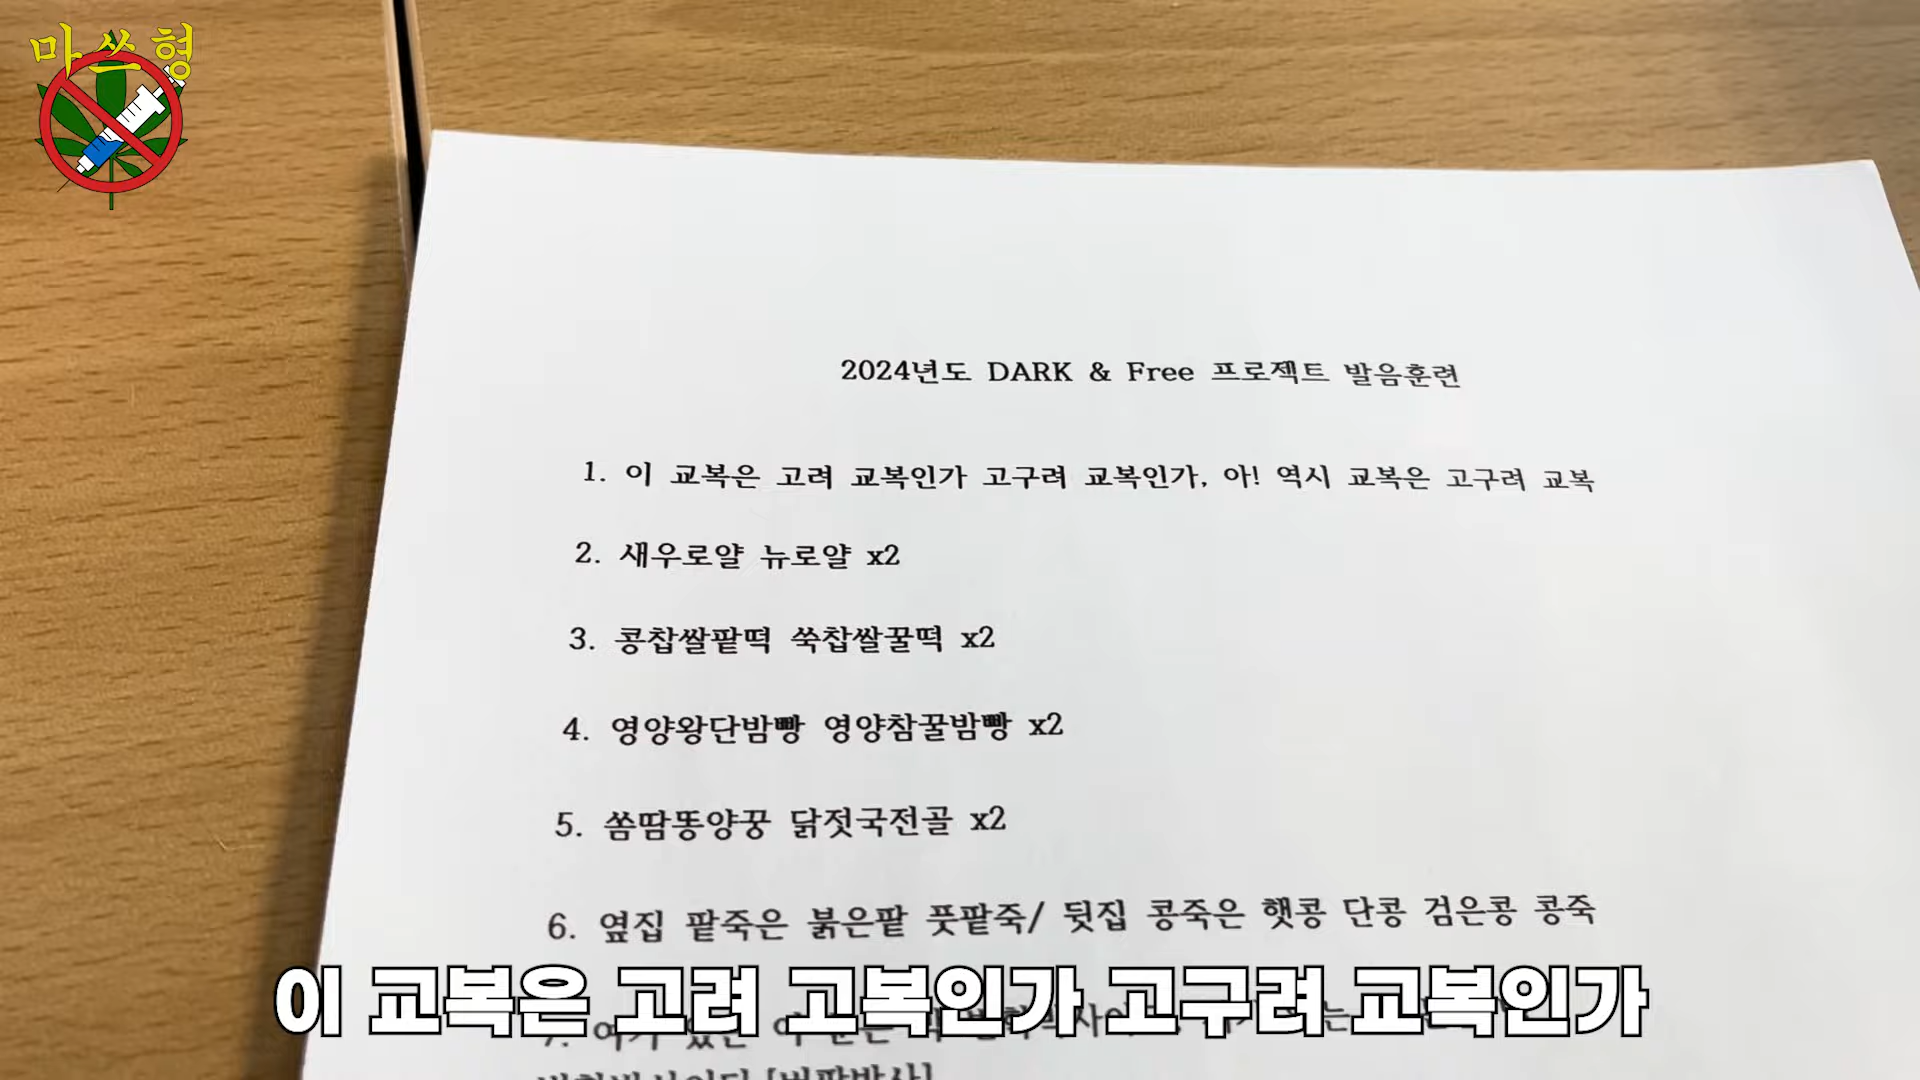 마쓰형
2024년도 DARK & Free 프로젝트 발음훈련
1. 이 교복은 고려 교복인가 고구려 교복인가, 아! 역시 교복은 고구려 교복
2. 새우로얄 뉴로얄 x2
3. 콩찹쌀팥떡 쑥찹쌀꿀떡 x2
4. 영양왕단밤빵 영양참꿀밤빵 x2
5. 쏨땀똥양꿍 닭젓국전골 x2
6. 옆집 팥죽은 붉은팥 풋팥죽/ 뒷집 콩죽은 햇콩 단콩 검은콩 콩죽
이 교복은 고려 고복인가 고구려 교복인가
7.